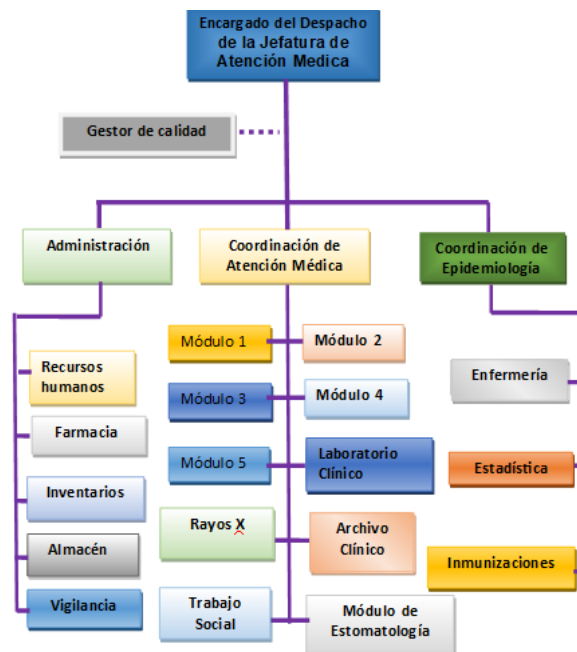 Encargado del Despacho
de la Jefatura de
Atención Medica
Gestor de calidad
Administración
Coordinación de
Atención Médica
Coordinación de
Epidemiología
Módulo 1
Módulo 2
Recursos
humanos
Enfermería
Módulo 3
Módulo 4
Farmacia
Módulo 5
Laboratorio
Clínico
Estadística
Inventarios
Rayos X
Archivo
Clínico
Almacén
Inmunizaciones
Vigilancia
Trabajo
Social
Módulo de
Estomatología